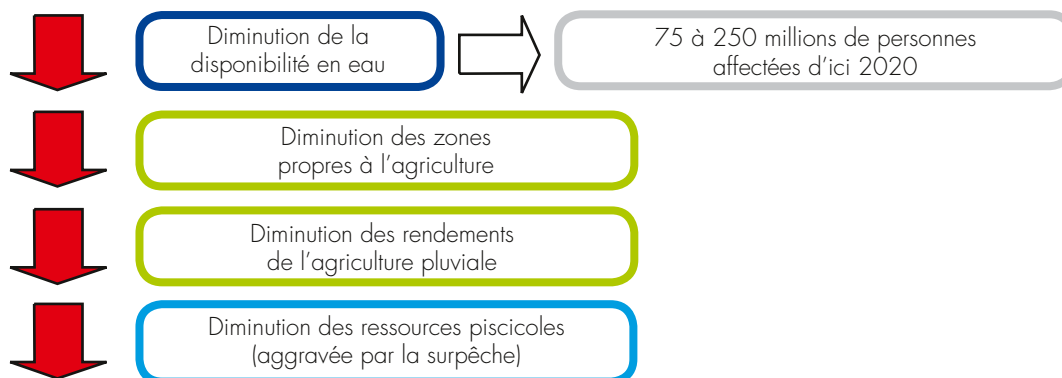 Diminution de la
disponibilité en eau
75 à 250 millions de personnes
affectées d'ici 2020
Diminution des zones
propres à l'agriculture
Diminution des rendements
de l'agriculture pluviale
Diminution des ressources piscicoles
(aggravée par la surpêche)